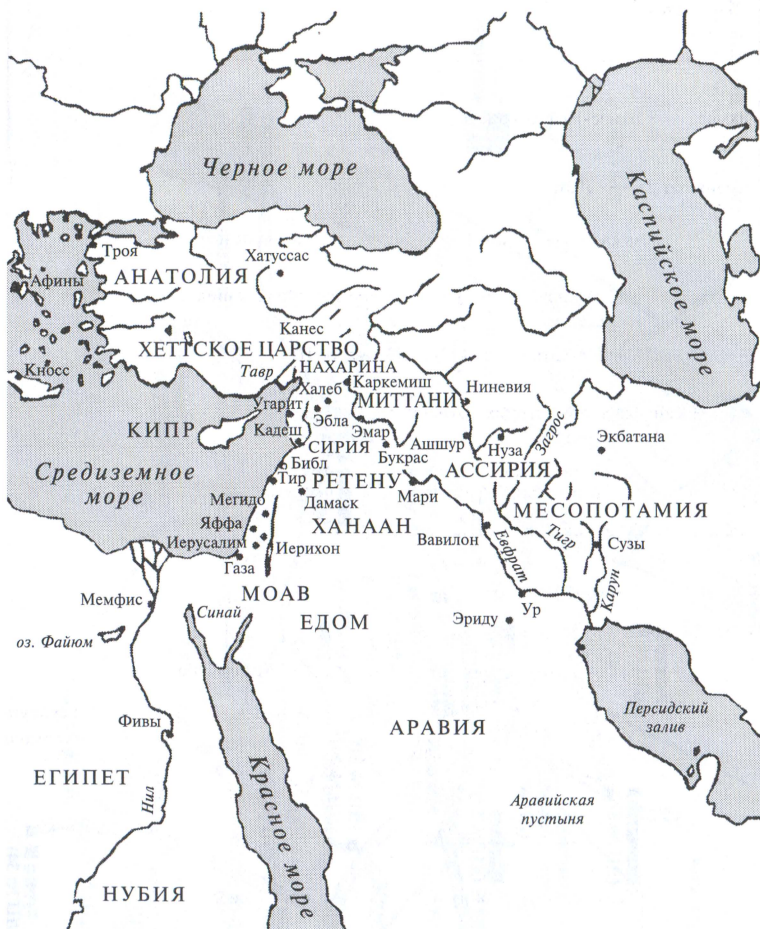 Черное море
Каспийское море
Троя
Хатуссас
АНАТОЛИЯ
Афины
Канес
ХЕТТСКОЕ ЦАРСТВО
Кносс
Тавр
НАХАРИНА
Каркемиш
Халеб
МИТТАНИ
Ниневия
Угарит
Эбла
КИПР
Кадеш
Эмар
Ашшур
Нуза
Загрос
Экбатана
СИРИЯ
Букрас
АССИРИЯ
Библ
Средиземное
море
Тир
РЕТЕНУ
Мари
Мегидо
Дамаск
МЕСОПОТАМИЯ
Яффа
ХАНААН
Вавилон
Евфрат
Тигр
Сузы
Иерусалим
Иерихон
Газа
Карун
МОАВ
Мемфис
Синай
ЕДОМ
Эриду
Ур
оз. Файюм
Фивы
АРАВИЯ
Персидский
залив
ЕГИПЕТ
Нил
Красное море
Аравийская
пустыня
НУБИЯ